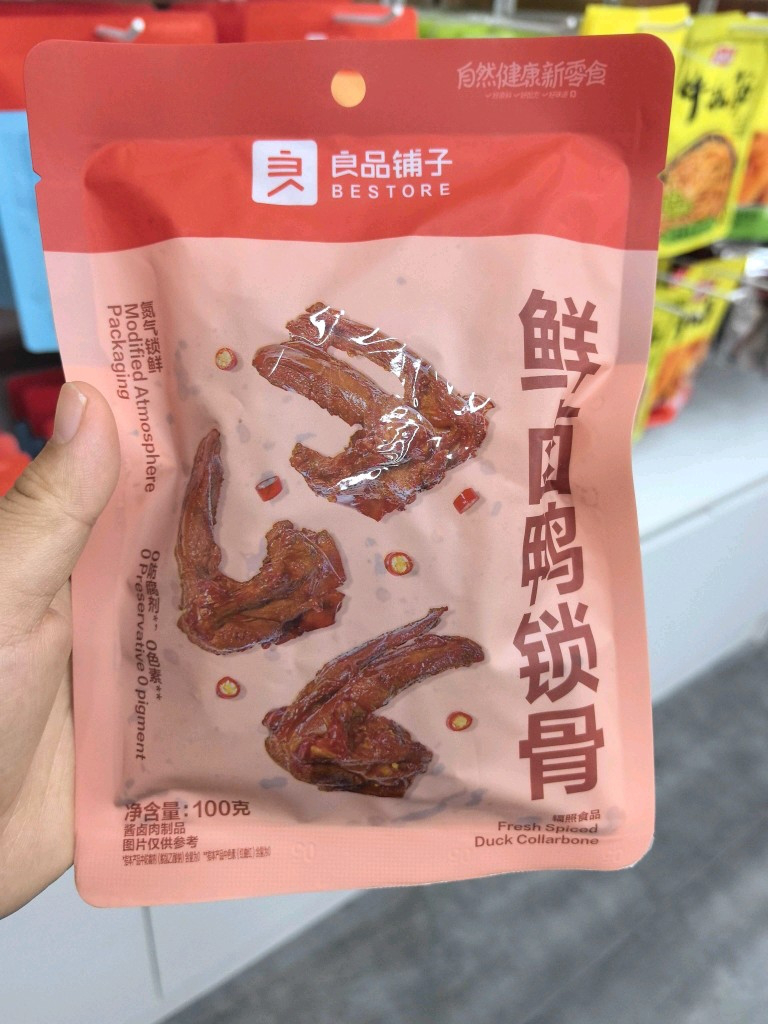 自然健康新零食
良品铺子
BESTORE
鲜卤鸭锁骨
气调包装
Modified Atmosphere
Packaging
0防腐剂* 0色素**
0 Preservative 0 pigment
净含量:100克
酱卤肉制品
图片仅供参考
辐照食品
Fresh Spiced
Duck Collarbone